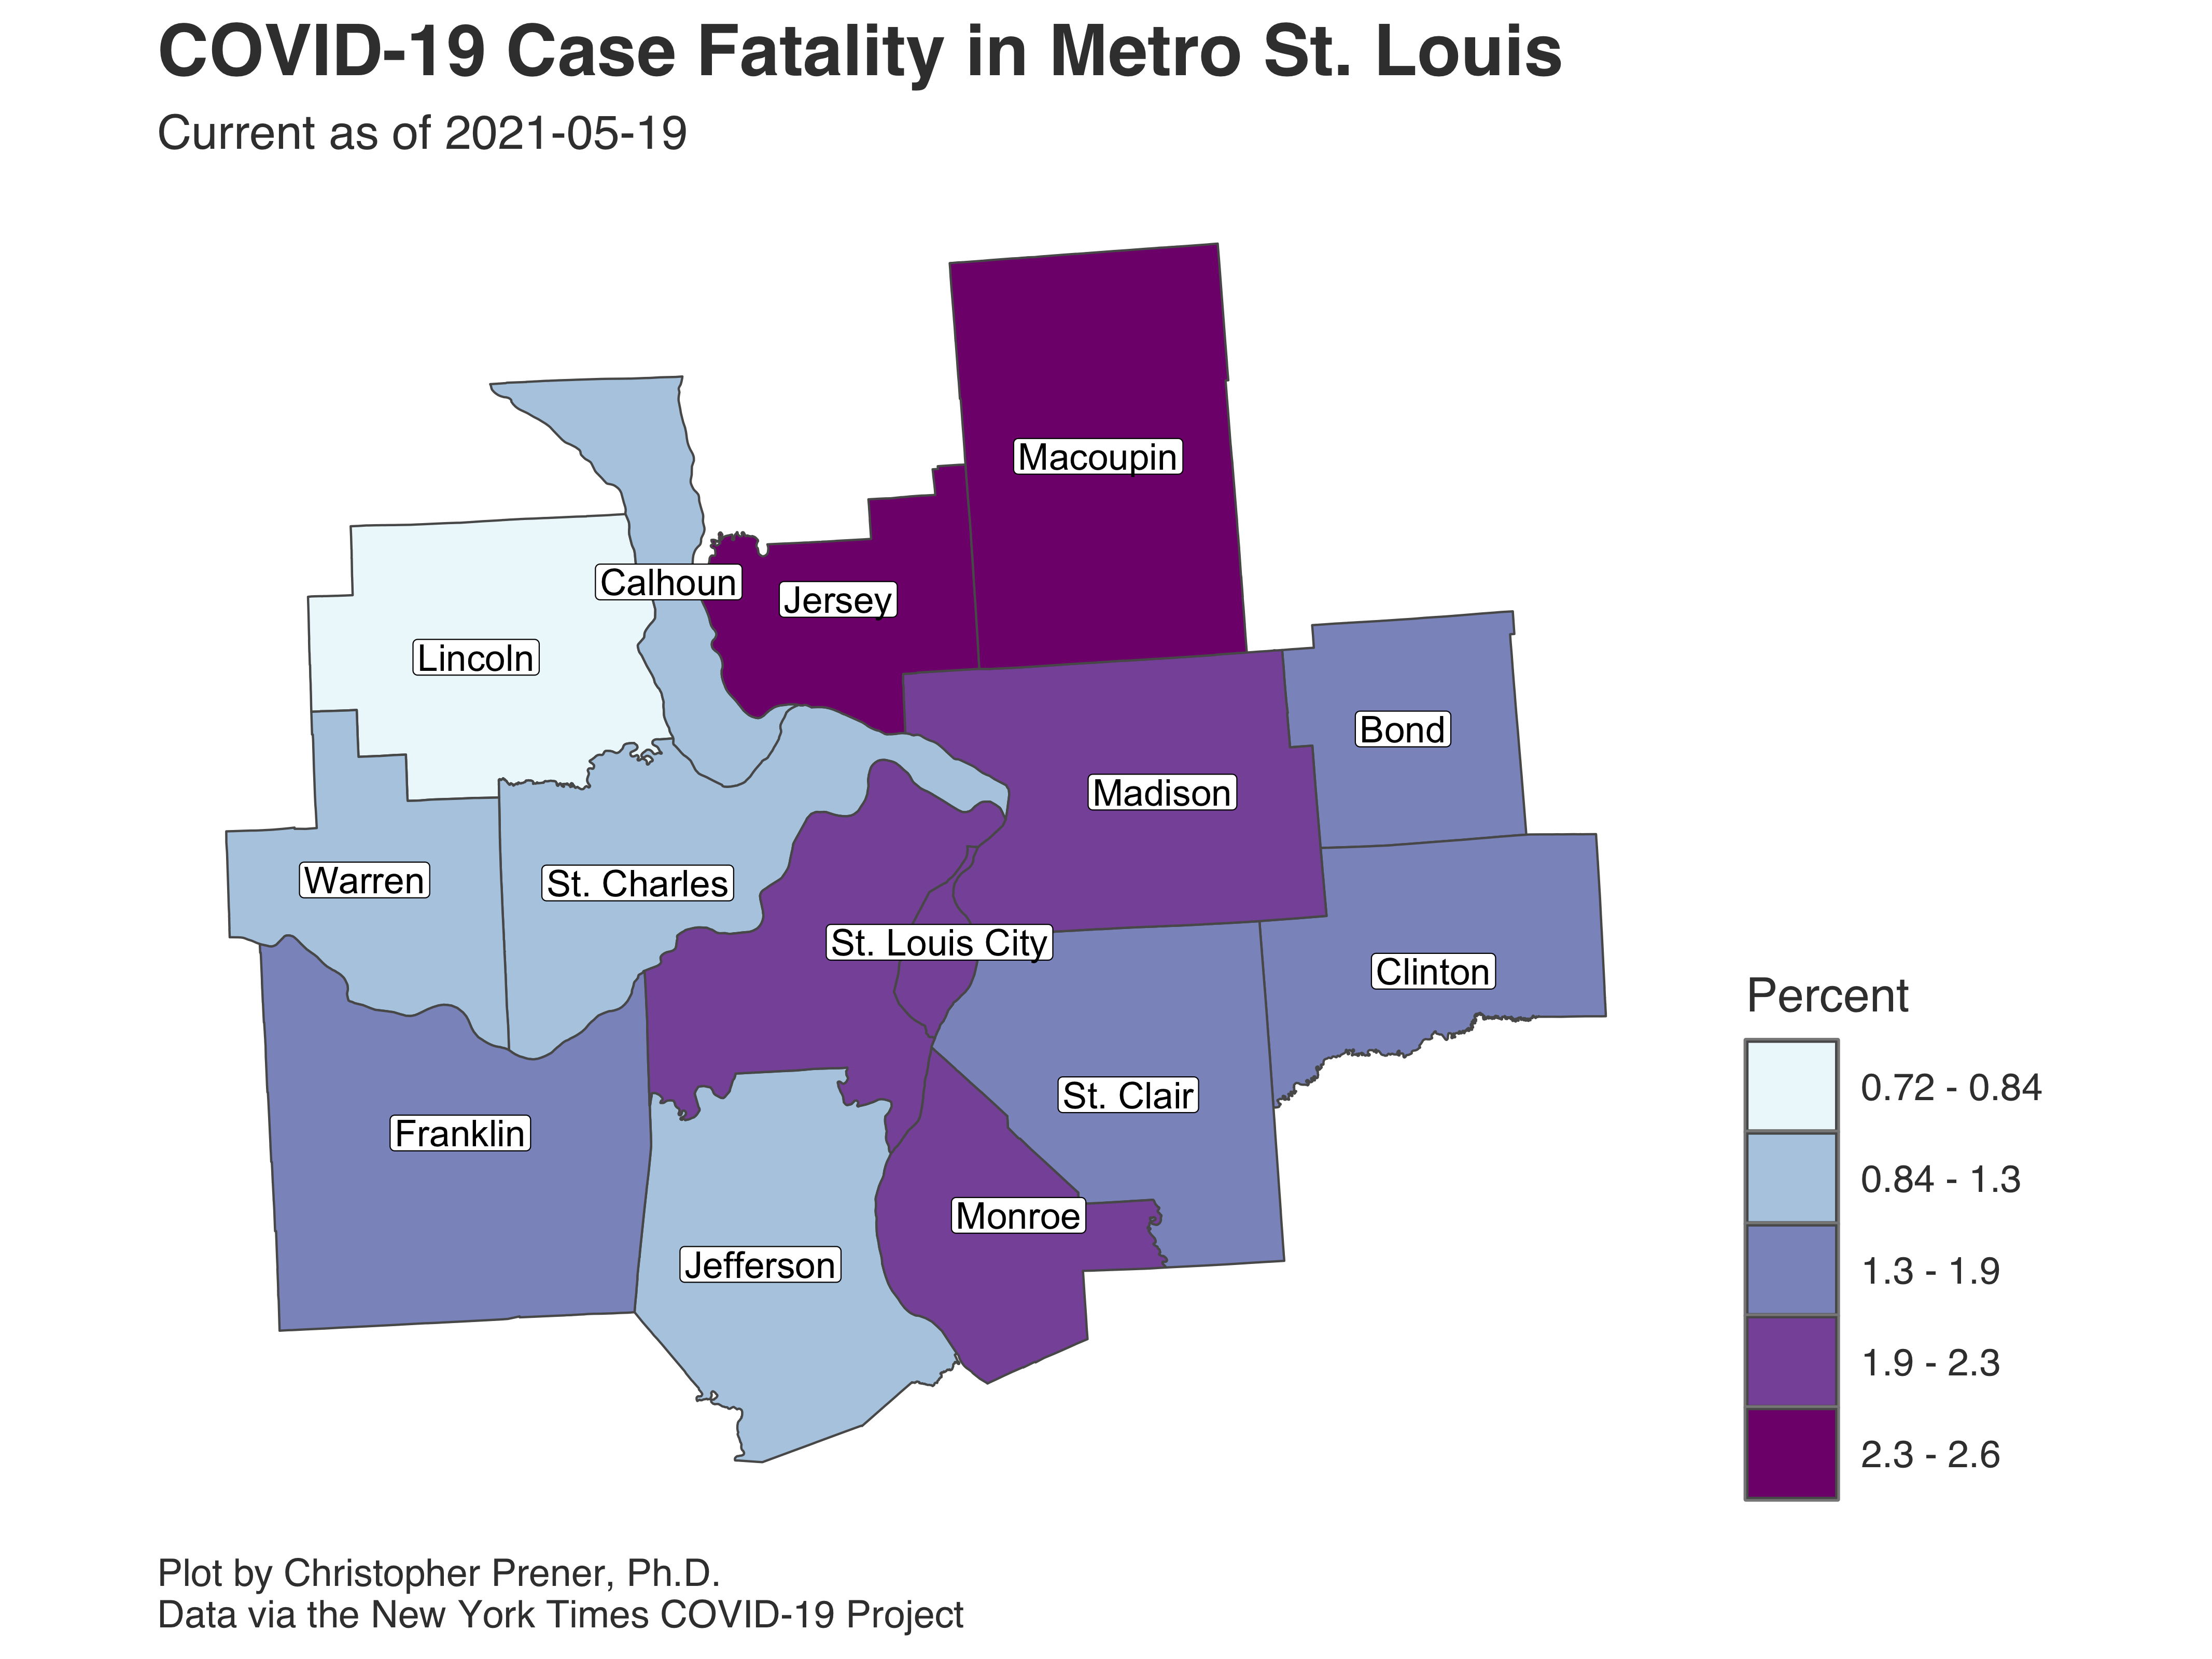 COVID-19 Case Fatality in Metro St. Louis
Current as of 2021-05-19
Macoupin
Calhoun
Jersey
Lincoln
Bond
Madison
Warren
St. Charles
St. Louis City
Clinton
St. Clair
Franklin
Monroe
Jefferson
Percent
0.72 - 0.84
0.84 - 1.3
1.3 - 1.9
1.9 - 2.3
2.3 - 2.6
Plot by Christopher Prener, Ph.D.
Data via the New York Times COVID-19 Project